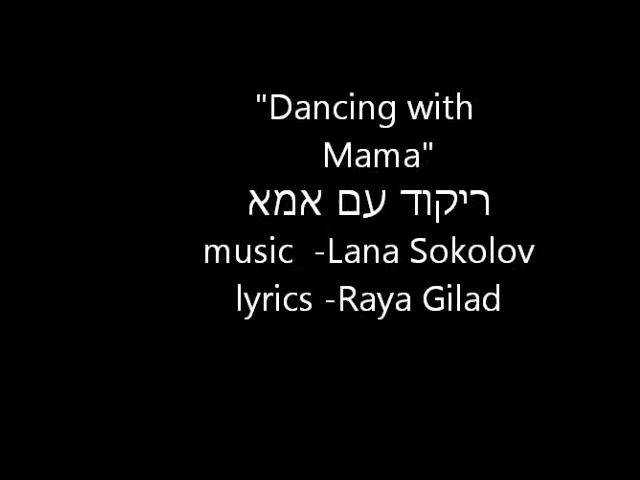 "Dancing with
Mama"
ריקוד עם אמא
music  -Lana Sokolov
lyrics -Raya Gilad